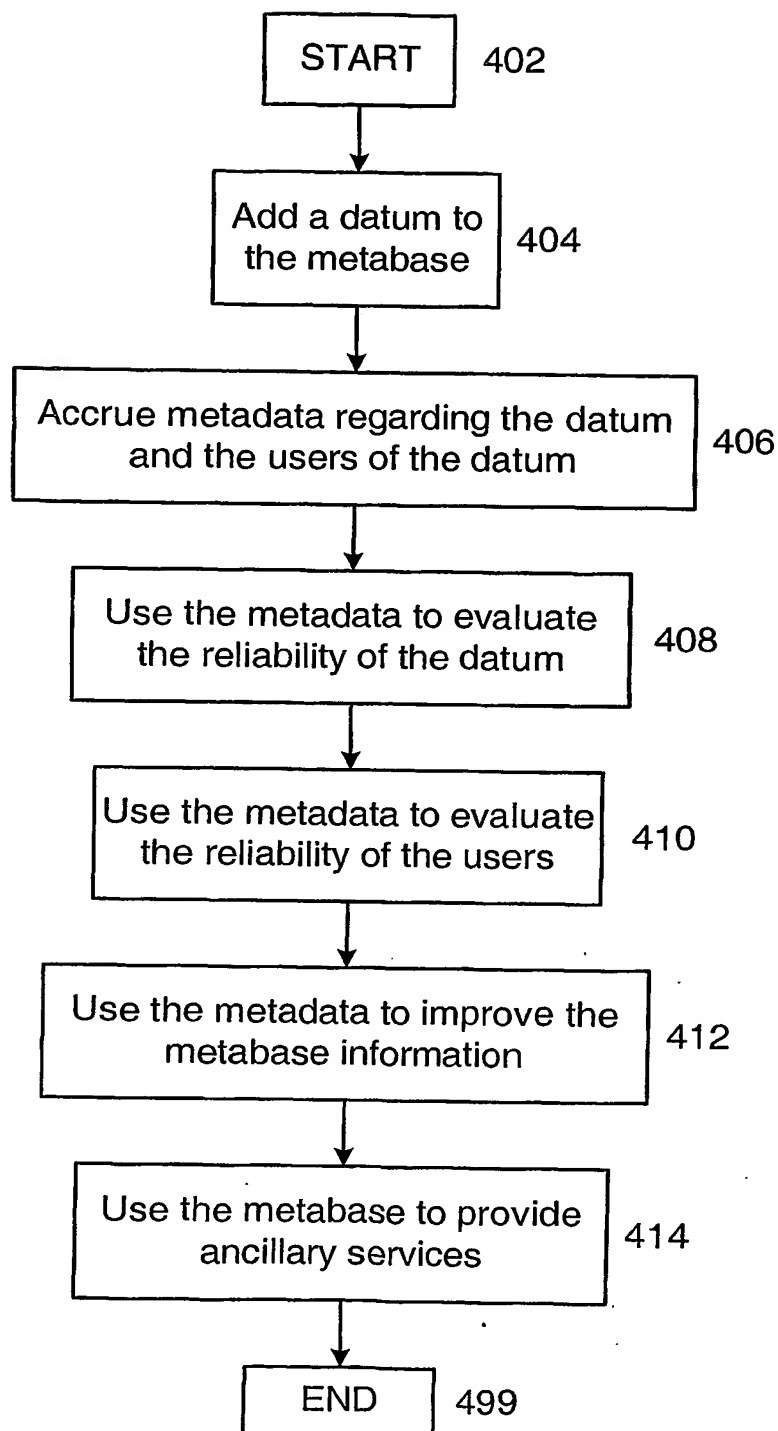 START 402
Add a datum to
the metabase
404
Accrue metadata regarding the datum
and the users of the datum
406
Use the metadata to evaluate
the reliability of the datum
408
Use the metadata to evaluate
the reliability of the users
410
Use the metadata to improve the
metabase information
412
Use the metabase to provide
ancillary services
414
END 499